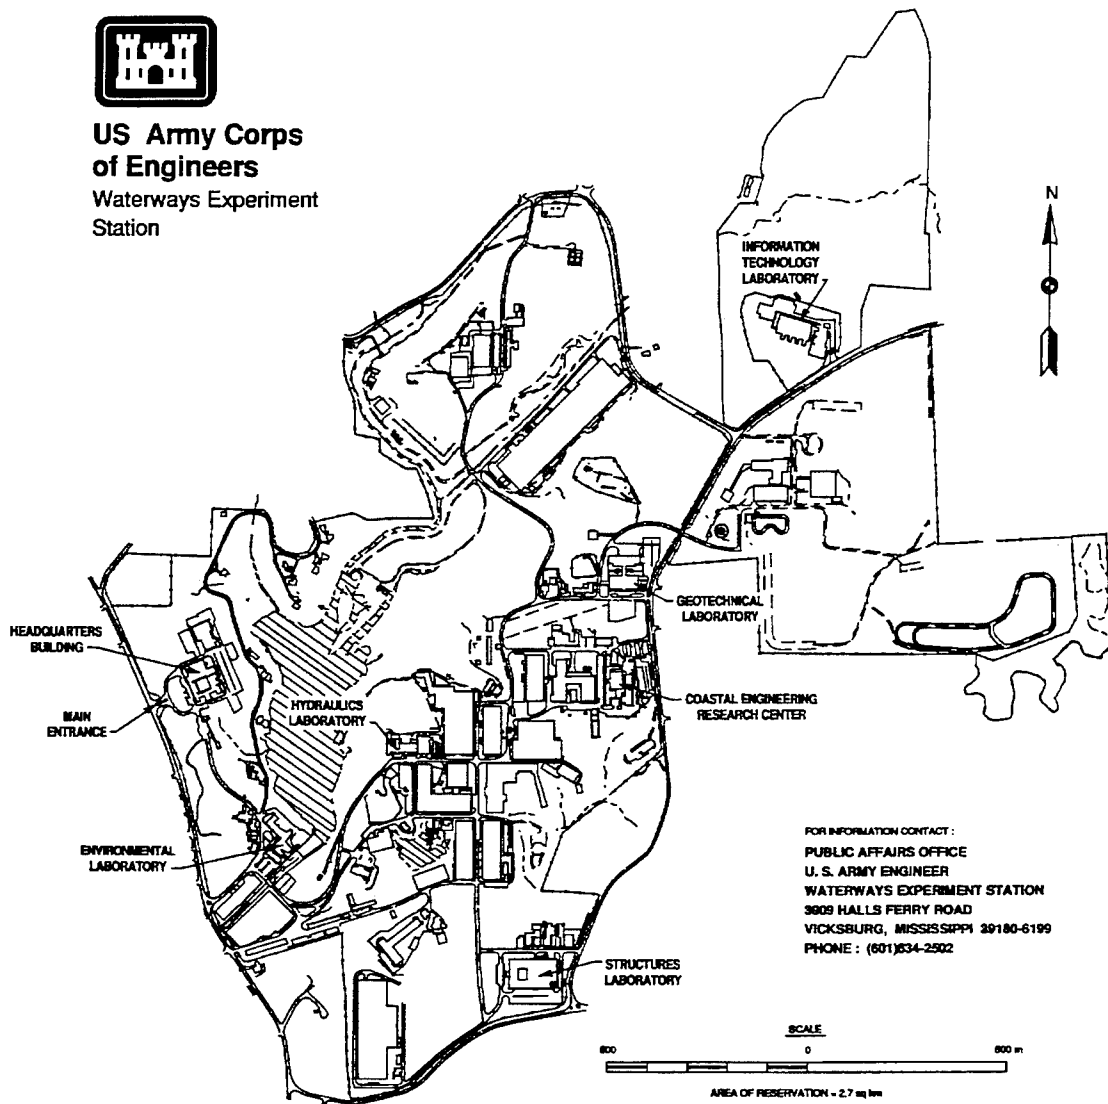 US Army Corps
of Engineers
Waterways Experiment
Station
N
INFORMATION
TECHNOLOGY
LABORATORY
GEOTECHNICAL
LABORATORY
HEADQUARTERS
BUILDING
HYDRAULICS
LABORATORY
COASTAL ENGINEERING
RESEARCH CENTER
MAIN
ENTRANCE
ENVIRONMENTAL
LABORATORY
STRUCTURES
LABORATORY
FOR INFORMATION CONTACT :
PUBLIC AFFAIRS OFFICE
U. S. ARMY ENGINEER
WATERWAYS EXPERIMENT STATION
3909 HALLS FERRY ROAD
VICKSBURG, MISSISSIPPI 39180-6199
PHONE : (601)634-2502
SCALE
0
AREA OF RESERVATION = 2.7 sq km